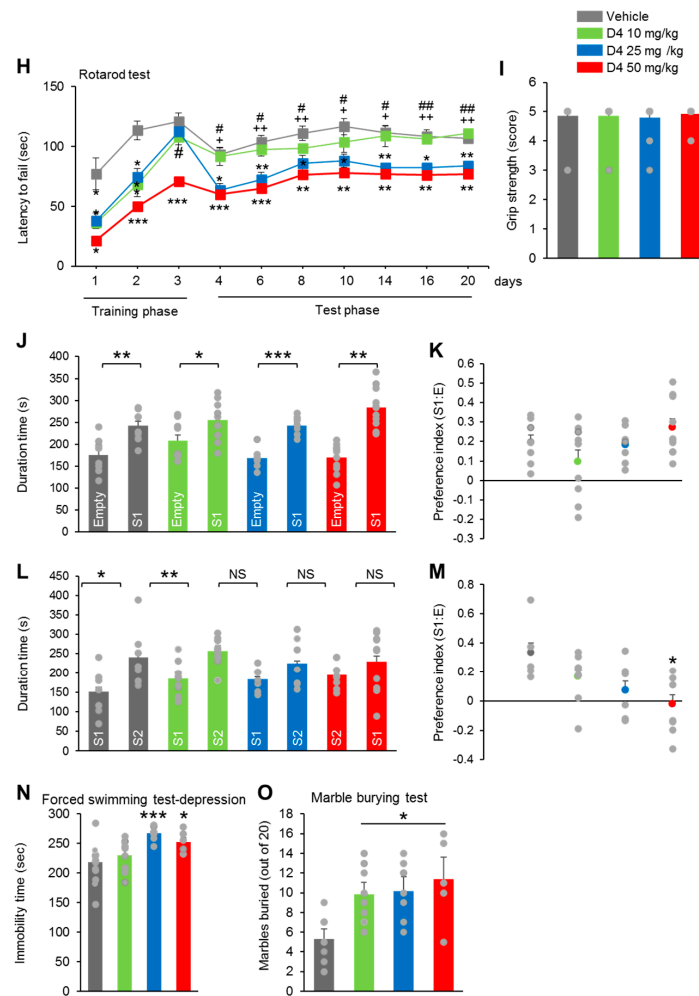 Vehicle
D4 10 mg/kg
D4 25 mg /kg
D4 50 mg/kg
H
Rotarod test
Latency to fall (sec)
150
100
50
0
# # # # # ## ##
+ ++ ++ + + ++ ++
* * * # * ** * * ** * **
* * *
* *** *** *** *** ** ** ** ** **
1 2 3 4 6 8 10 14 16 20 days
Training phase Test phase
I
Grip strength (score)
6
5
4
3
2
1
0
J
Duration time (s)
400
350
300
250
200
150
100
50
0
** * *** **
Empty S1 Empty S1 Empty S1 Empty S1
K
Preference index (S1:E)
0.6
0.5
0.4
0.3
0.2
0.1
0
-0.1
-0.2
-0.3
L
Duration time (s)
450
400
350
300
250
200
150
100
50
0
* ** NS NS NS
S1 S2 S1 S2 S1 S2 S2 S1
M
Preference index (S1:E)
1
0.8
0.6
0.4
0.2
0
-0.2
-0.4
*
N
Forced swimming test-depression
Immobility time (sec)
300
250
200
150
100
50
0
*** *
O
Marble burying test
Marbles buried (out of 20)
18
16
14
12
10
8
6
4
2
0
*